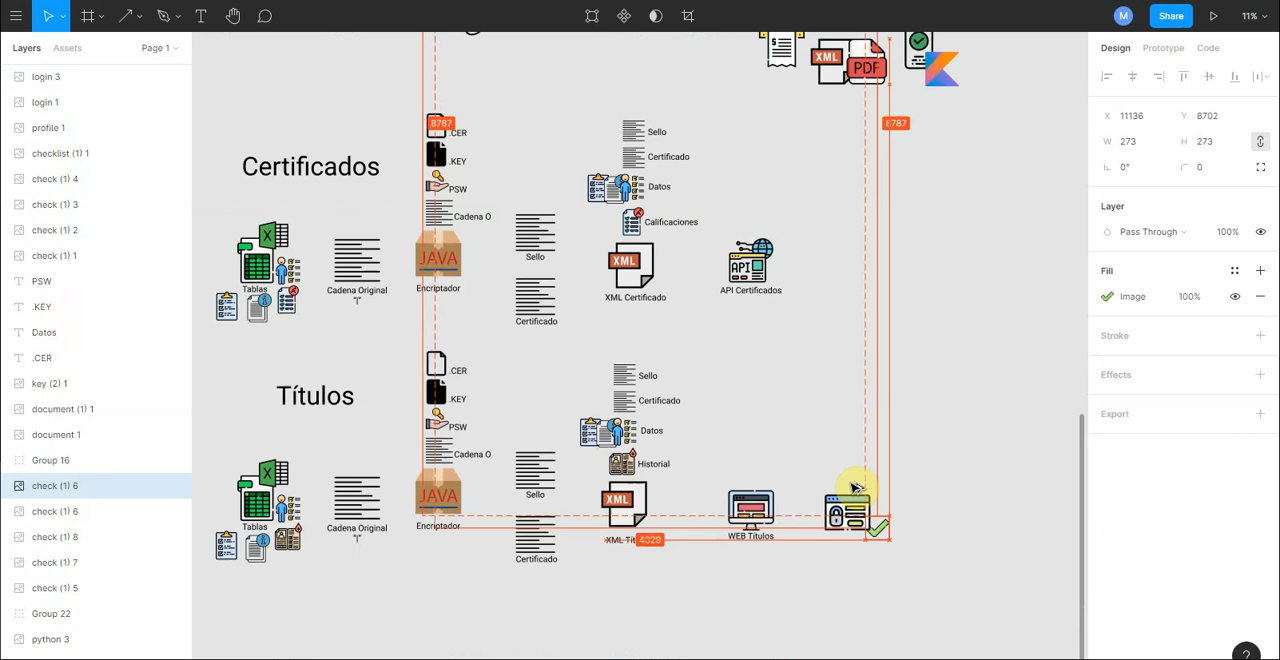 M
Share
11%
Layers
Assets
Page 1
Design
Prototype
Code
login 3
login 1
profile 1
checklist (1) 1
check (1) 4
check (1) 3
check (1) 2
check (1) 1
PSW
.KEY
Datos
.CER
key (2) 1
document (1) 1
document 1
Group 16
check (1) 6
check (1) 6
check (1) 8
check (1) 7
check (1) 5
Group 22
python 3
XML
PDF
8787
8787
.CER
.KEY
PSW
Cadena O
Certificados
Tablas
Cadena Original
"|"
JAVA
Encriptador
Sello
Certificado
Sello
Certificado
Datos
Calificaciones
XML
XML Certificado
API
API Certificados
Títulos
.CER
.KEY
PSW
Cadena O
Tablas
Cadena Original
"|"
JAVA
Encriptador
Sello
Certificado
Sello
Certificado
Datos
Historial
XML
4029
WEB Títulos
X 11136
Y 8702
W 273
H 273
0°
0
Layer
Pass Through
100%
Fill
Image
100%
Stroke
Effects
Export
?